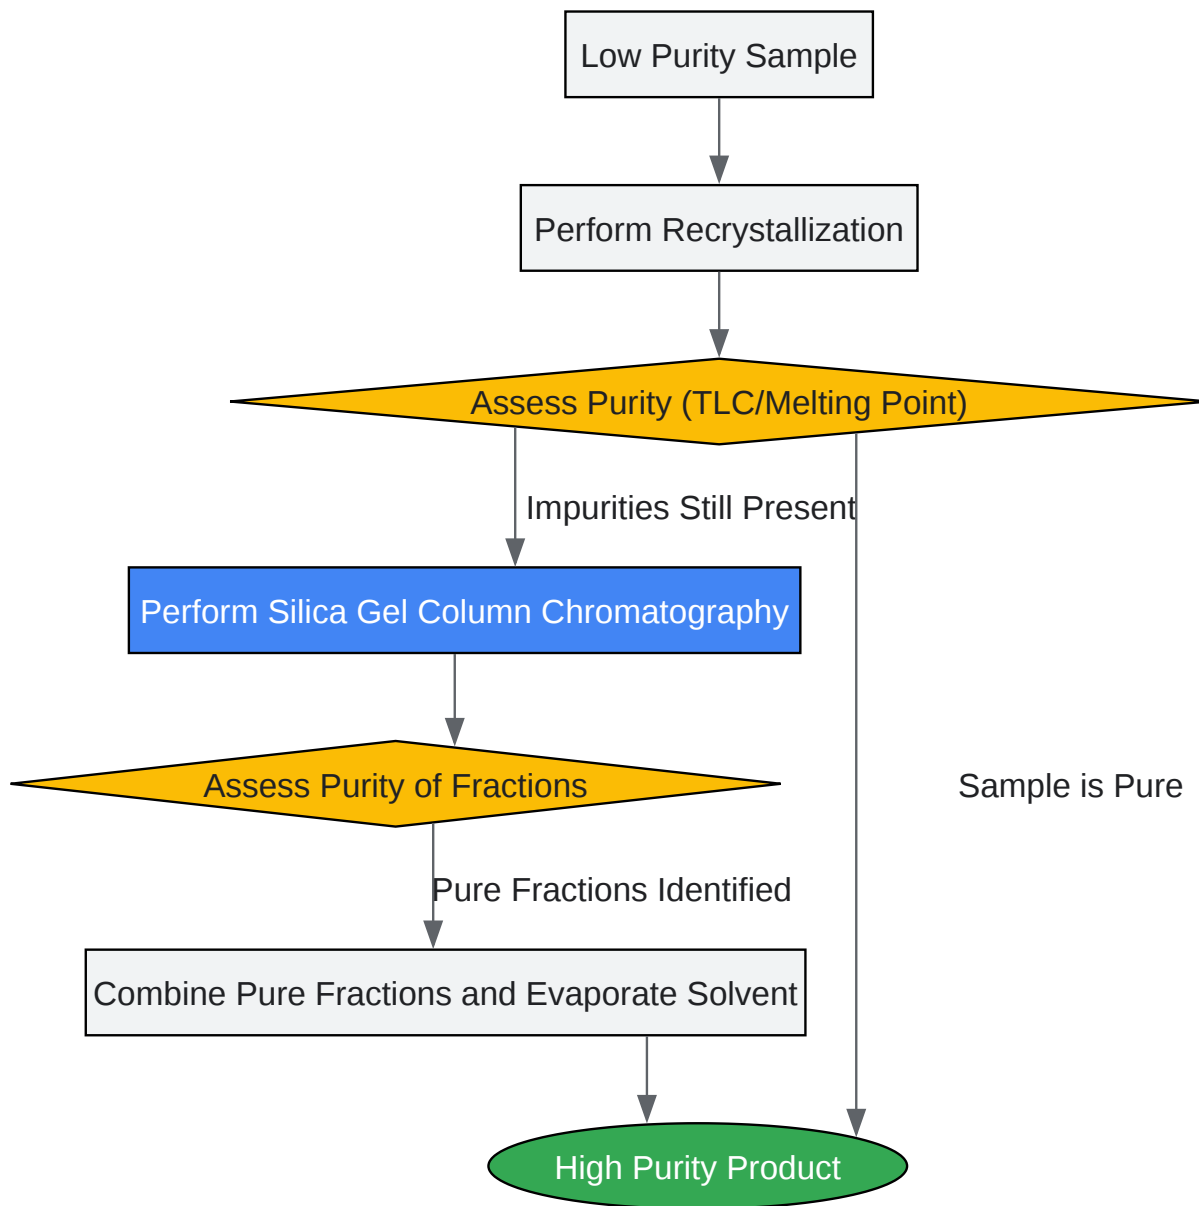 Low Purity Sample
Perform Recrystallization
Assess Purity (TLC/Melting Point)
Impurities Still Present
Perform Silica Gel Column Chromatography
Assess Purity of Fractions
Sample is Pure
Pure Fractions Identified
Combine Pure Fractions and Evaporate Solvent
High Purity Product